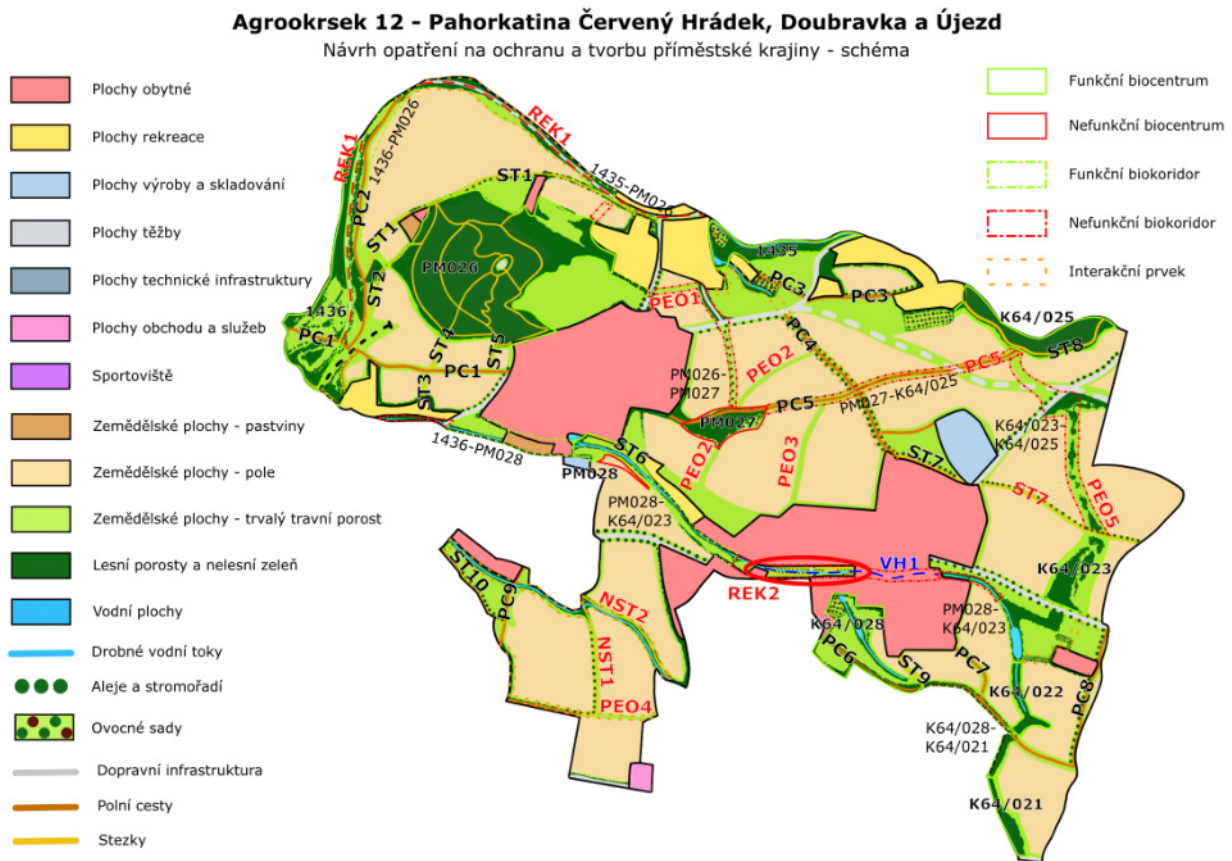 Agrookrsek 12 - Pahorkatina Červený Hrádek, Doubravka a Újezd
Návrh opatření na ochranu a tvorbu příměstské krajiny - schéma
Plochy obytné
Plochy rekreace
Plochy výroby a skladování
Plochy těžby
Plochy technické infrastruktury
Plochy obchodu a služeb
Sportoviště
Zemědělské plochy - pastviny
Zemědělské plochy - pole
Zemědělské plochy - trvalý travní porost
Lesní porosty a nelesní zeleň
Vodní plochy
Drobné vodní toky
Aleje a stromořadí
Ovocné sady
Dopravní infrastruktura
Polní cesty
Stezky
Funkční biocentrum
Nefunkční biocentrum
Funkční biokoridor
Nefunkční biokoridor
Interakční prvek
REK1
1436-PM026
PC2
REK1
1435-PM026
ST1
ST1
ST2
PM026
1436
PC1
ST4
ST5
PC1
ST3
1436-PM028
1435
PC3
PC3
PEO1
PC4
K64/025
ST8
PEO2
PC5
PM026-
PM027
PC5
PM027-K64/025
PM027
K64/023-
K64/025
PEO2
PEO3
ST6
PM028
ST7
ST7
PEO5
PM028-
K64/023
VH1
REK2
K64/023
ST10
PC9
NST2
NST1
PEO4
K64/028
PM028-
K64/023
PC6
ST9
PC7
K64/022
PC8
K64/028-
K64/021
K64/021